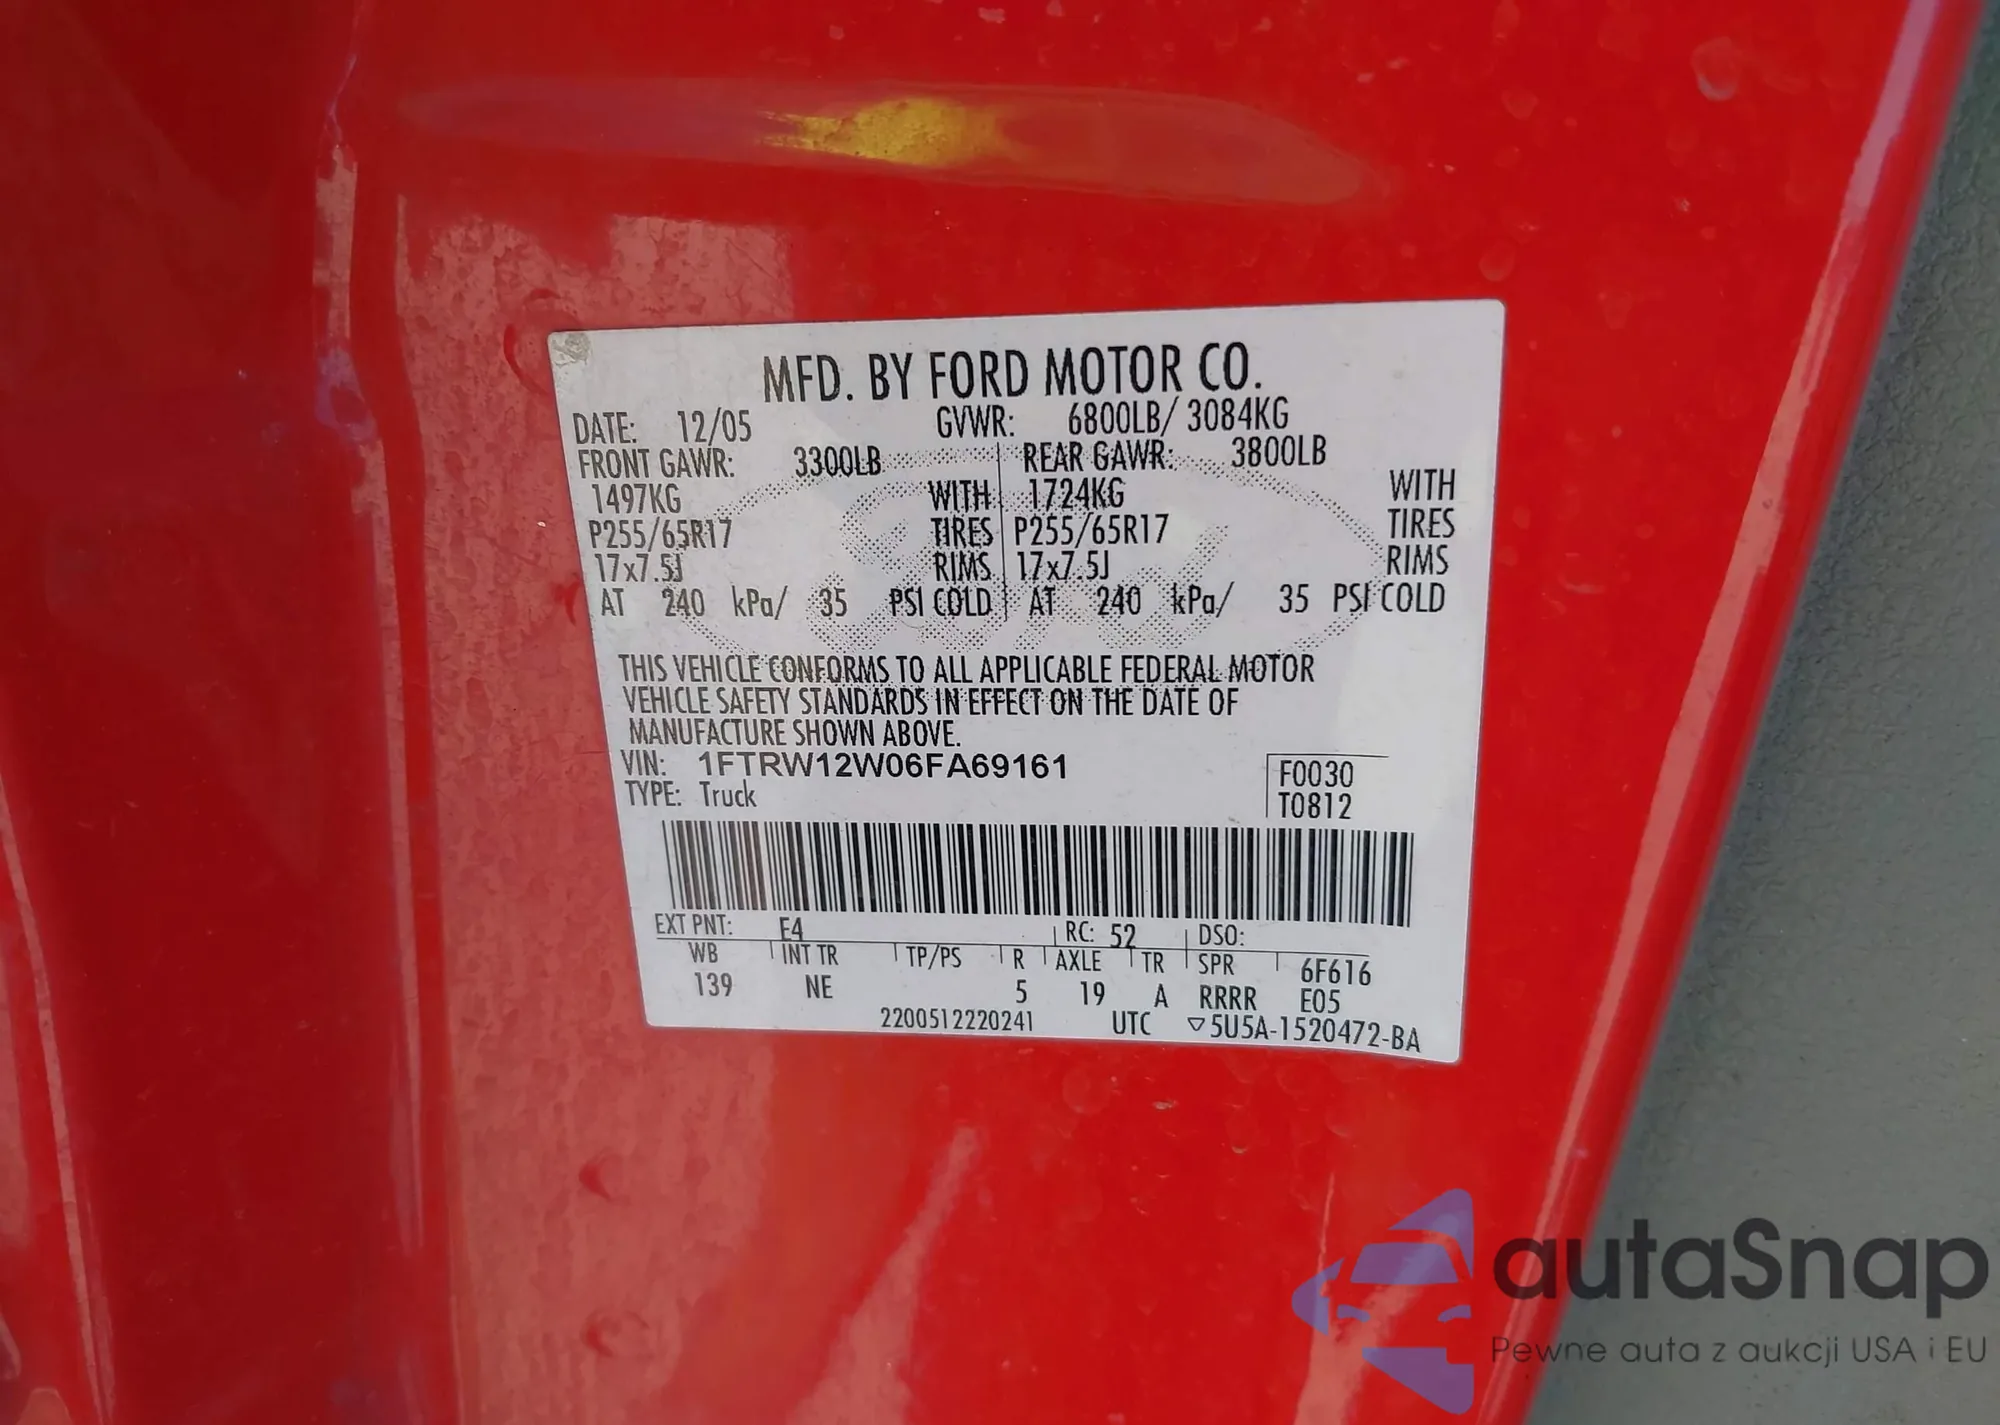 MFD. BY FORD MOTOR CO.
DATE: 12/05 GVWR: 6800LB/ 3084KG
FRONT GAWR: 3300LB REAR GAWR: 3800LB
1497KG WITH 1724KG WITH
P255/65R17 TIRES P255/65R17 TIRES
17x7.5J RIMS 17x7.5J RIMS
AT 240 kPa/ 35 PSI COLD AT 240 kPa/ 35 PSI COLD
THIS VEHICLE CONFORMS TO ALL APPLICABLE FEDERAL MOTOR
VEHICLE SAFETY STANDARDS IN EFFECT ON THE DATE OF
MANUFACTURE SHOWN ABOVE.
VIN: 1FTRW12W06FA69161 F0030
TYPE: Truck T0812
EXT PNT: E4 RC: 52 DSO:
WB INT TR TP/PS R AXLE TR SPR 6F616
139 NE 5 19 A RRRR E05
2200512220241 UTC ▽5U5A-1520472-BA
autaSnap
Pewne auta z aukcji USA i EU